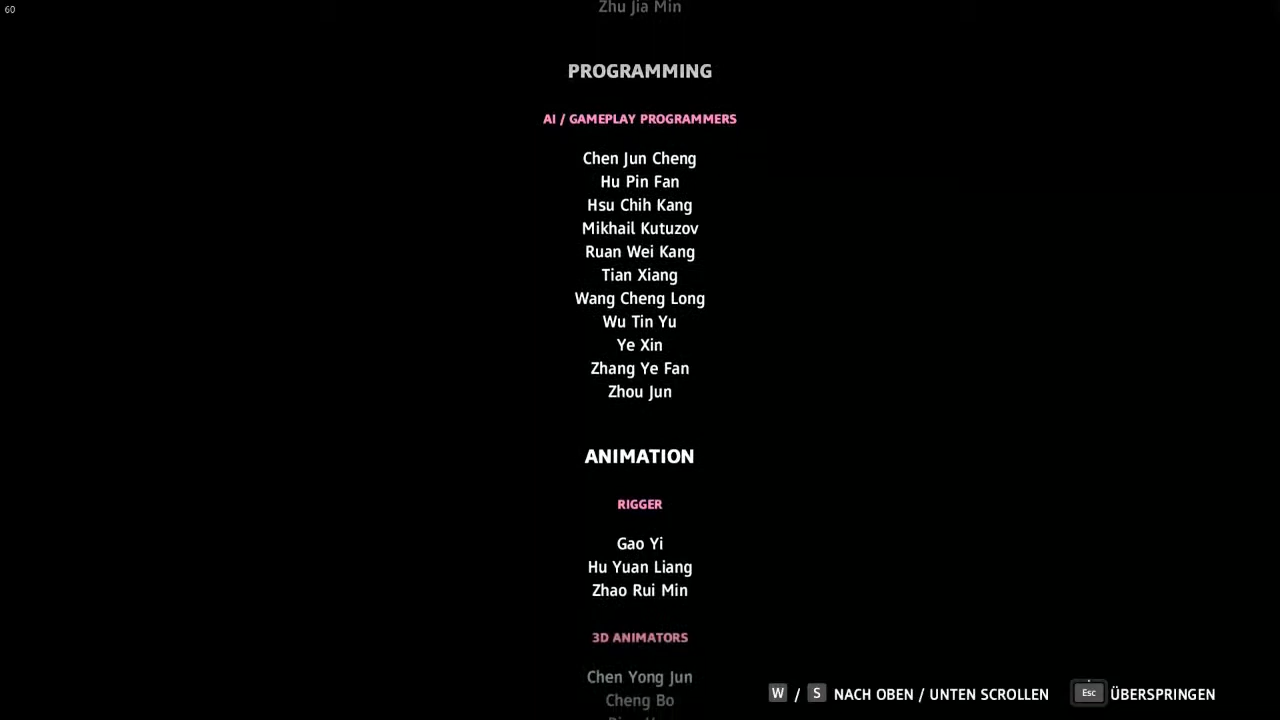 60
Zhu Jia Min
PROGRAMMING
AI / GAMEPLAY PROGRAMMERS
Chen Jun Cheng
Hu Pin Fan
Hsu Chih Kang
Mikhail Kutuzov
Ruan Wei Kang
Tian Xiang
Wang Cheng Long
Wu Tin Yu
Ye Xin
Zhang Ye Fan
Zhou Jun
ANIMATION
RIGGER
Gao Yi
Hu Yuan Liang
Zhao Rui Min
3D ANIMATORS
Chen Yong Jun
Cheng Bo
W / S NACH OBEN / UNTEN SCROLLEN Esc ÜBERSPRINGEN